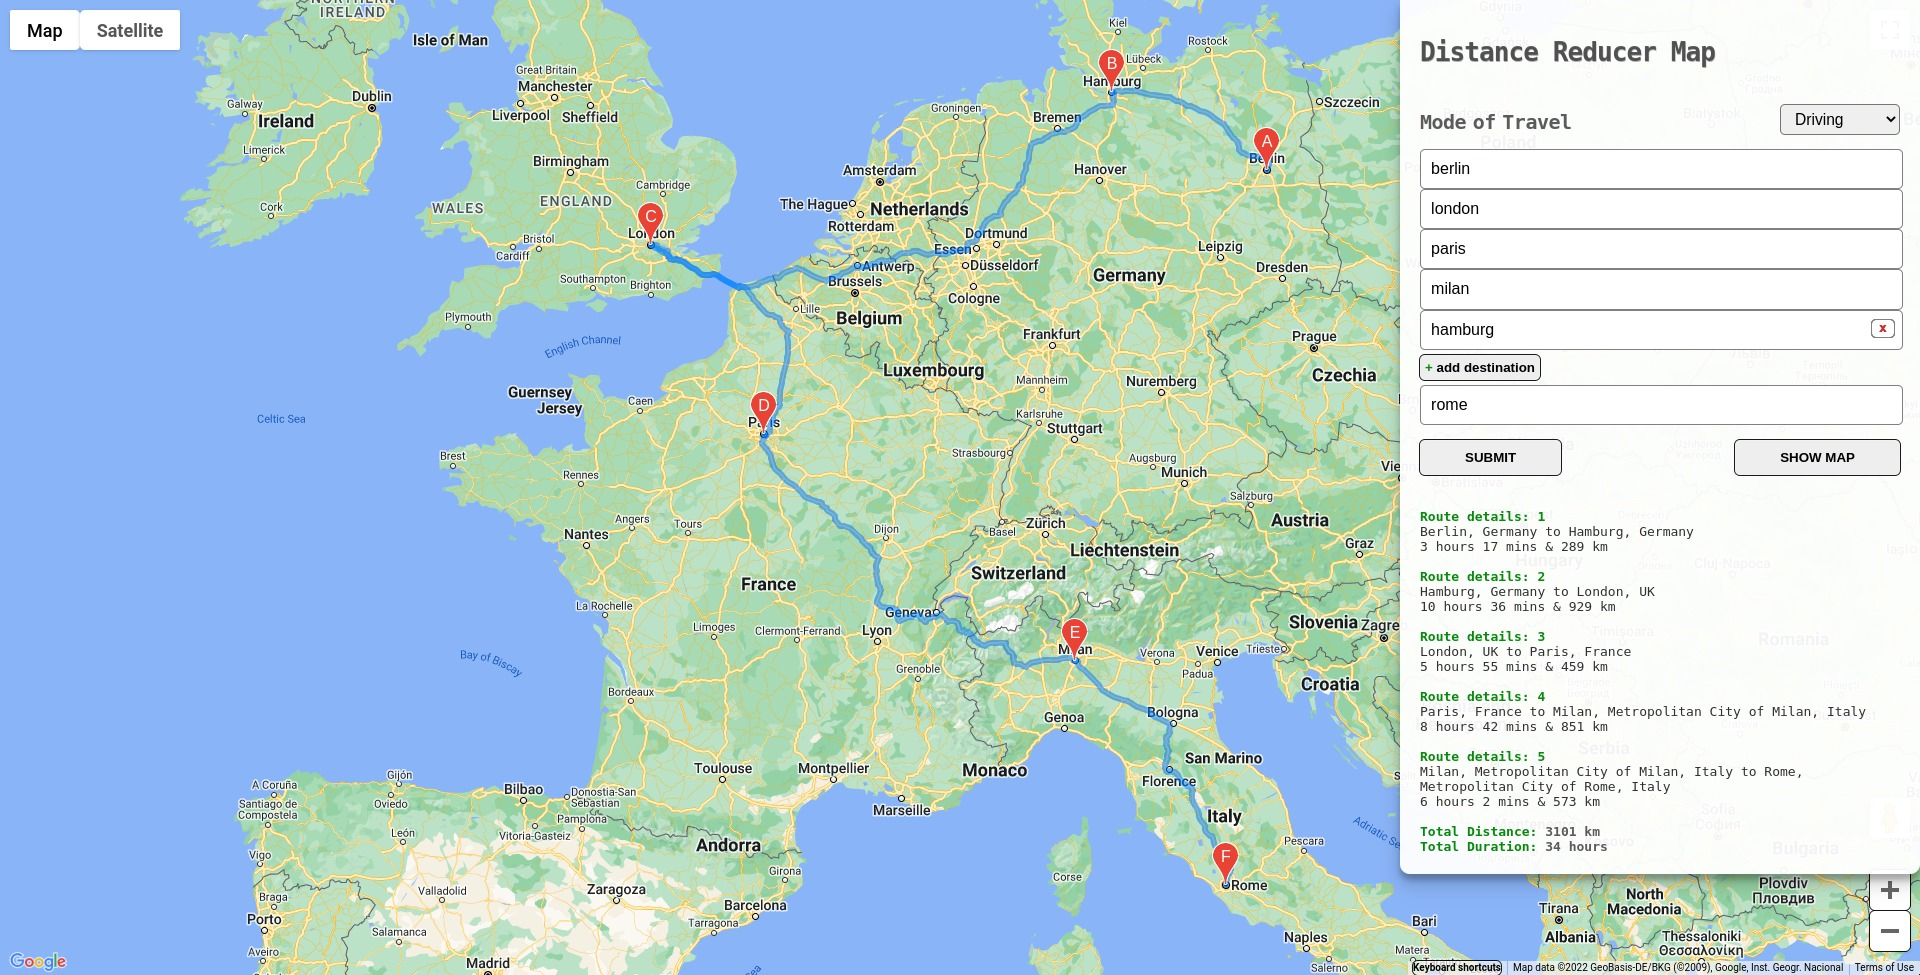 Map
Satellite
NORTHERN
IRELAND
Isle of Man
Great Britain
Manchester
Liverpool
Sheffield
Dublin
Galway
Ireland
Limerick
Cork
Birmingham
Cambridge
WALES
ENGLAND
C
London
Bristol
Cardiff
Southampton
Brighton
Plymouth
English Channel
Guernsey
Jersey
Celtic Sea
Kiel
Rostock
Lübeck
B
Hamburg
Szczecin
Groningen
Bremen
A
Berlin
Amsterdam
Hanover
The Hague
Netherlands
Rotterdam
Dortmund
Essen
Leipzig
Antwerp
Düsseldorf
Dresden
Brussels
Germany
Cologne
Lille
Belgium
Frankfurt
Prague
Luxembourg
Mannheim
Nuremberg
Czechia
Caen
D
Paris
Karlsruhe
Stuttgart
Brest
Strasbourg
Augsburg
Munich
Rennes
Salzburg
Angers
Tours
Dijon
Basel
Zürich
Austria
Nantes
Liechtenstein
Graz
Switzerland
France
La Rochelle
Geneva
Limoges
Clermont-Ferrand
Lyon
E
Milan
Slovenia
Zagre
Bay of Biscay
Grenoble
Verona
Venice
Trieste
Padua
Bordeaux
Croatia
Genoa
Bologna
San Marino
Toulouse
Montpellier
Monaco
Florence
A Coruña
Gijón
Bilbao
Donostia-San
Sebastián
Marseille
Santiago de
Compostela
Oviedo
Pamplona
Italy
León
Vitoria-Gasteiz
Andorra
Adriatic Se
Vigo
F
Pescara
Girona
Corse
Rome
Valladolid
Zaragoza
Braga
Porto
Barcelona
Salamanca
Tarragona
Aveiro
Madrid
Naples
Salerno
Bari
Matera
Tirana
Albania
North
Macedonia
Plovdiv
Пловдив
Thessaloniki
Θεσσαλονίκη
Google
Distance Reducer Map
Mode of Travel
Driving
berlin
london
paris
milan
hamburg
x
+ add destination
rome
SUBMIT
SHOW MAP
Route details: 1
Berlin, Germany to Hamburg, Germany
3 hours 17 mins & 289 km
Route details: 2
Hamburg, Germany to London, UK
10 hours 36 mins & 929 km
Route details: 3
London, UK to Paris, France
5 hours 55 mins & 459 km
Route details: 4
Paris, France to Milan, Metropolitan City of Milan, Italy
8 hours 42 mins & 851 km
Route details: 5
Milan, Metropolitan City of Milan, Italy to Rome,
Metropolitan City of Rome, Italy
6 hours 2 mins & 573 km
Total Distance: 3101 km
Total Duration: 34 hours
Keyboard shortcuts
Map data ©2022 GeoBasis-DE/BKG (©2009), Google, Inst. Geogr. Nacional
Terms of Use